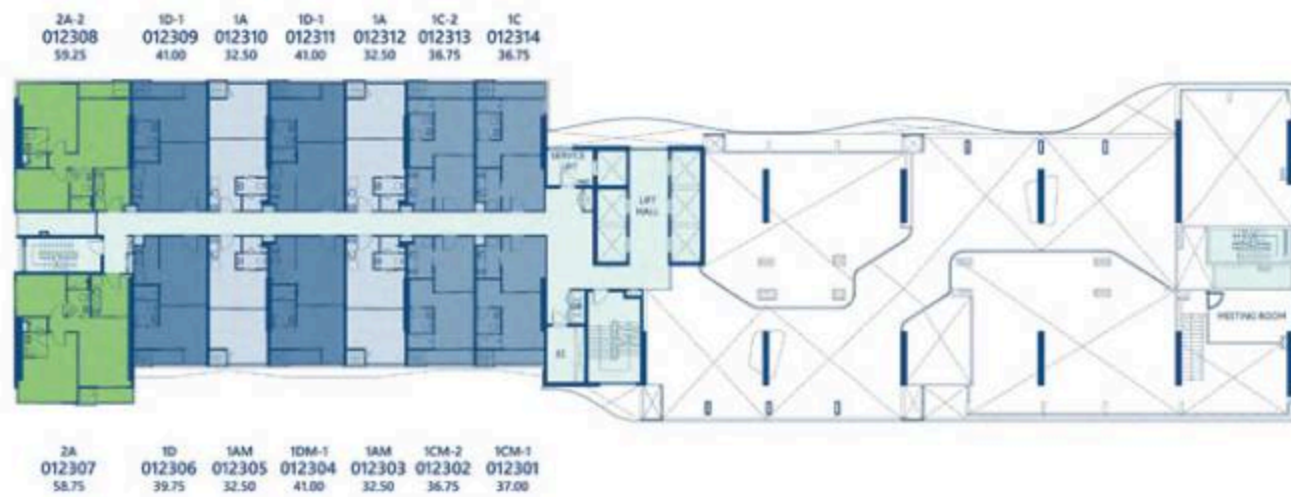 2A-2 1D-1 1A 1D-1 1A 1C-2 1C
012308 012309 012310 012311 012312 012313 012314
59.25 41.00 32.50 41.00 32.50 36.75 36.75
SERVICE
LIFT
LIFT
HALL
MEETING ROOM
2A 1D 1AM 1DM-1 1AM 1CM-2 1CM-1
012307 012306 012305 012304 012303 012302 012301
58.75 39.75 32.50 41.00 32.50 36.75 37.00